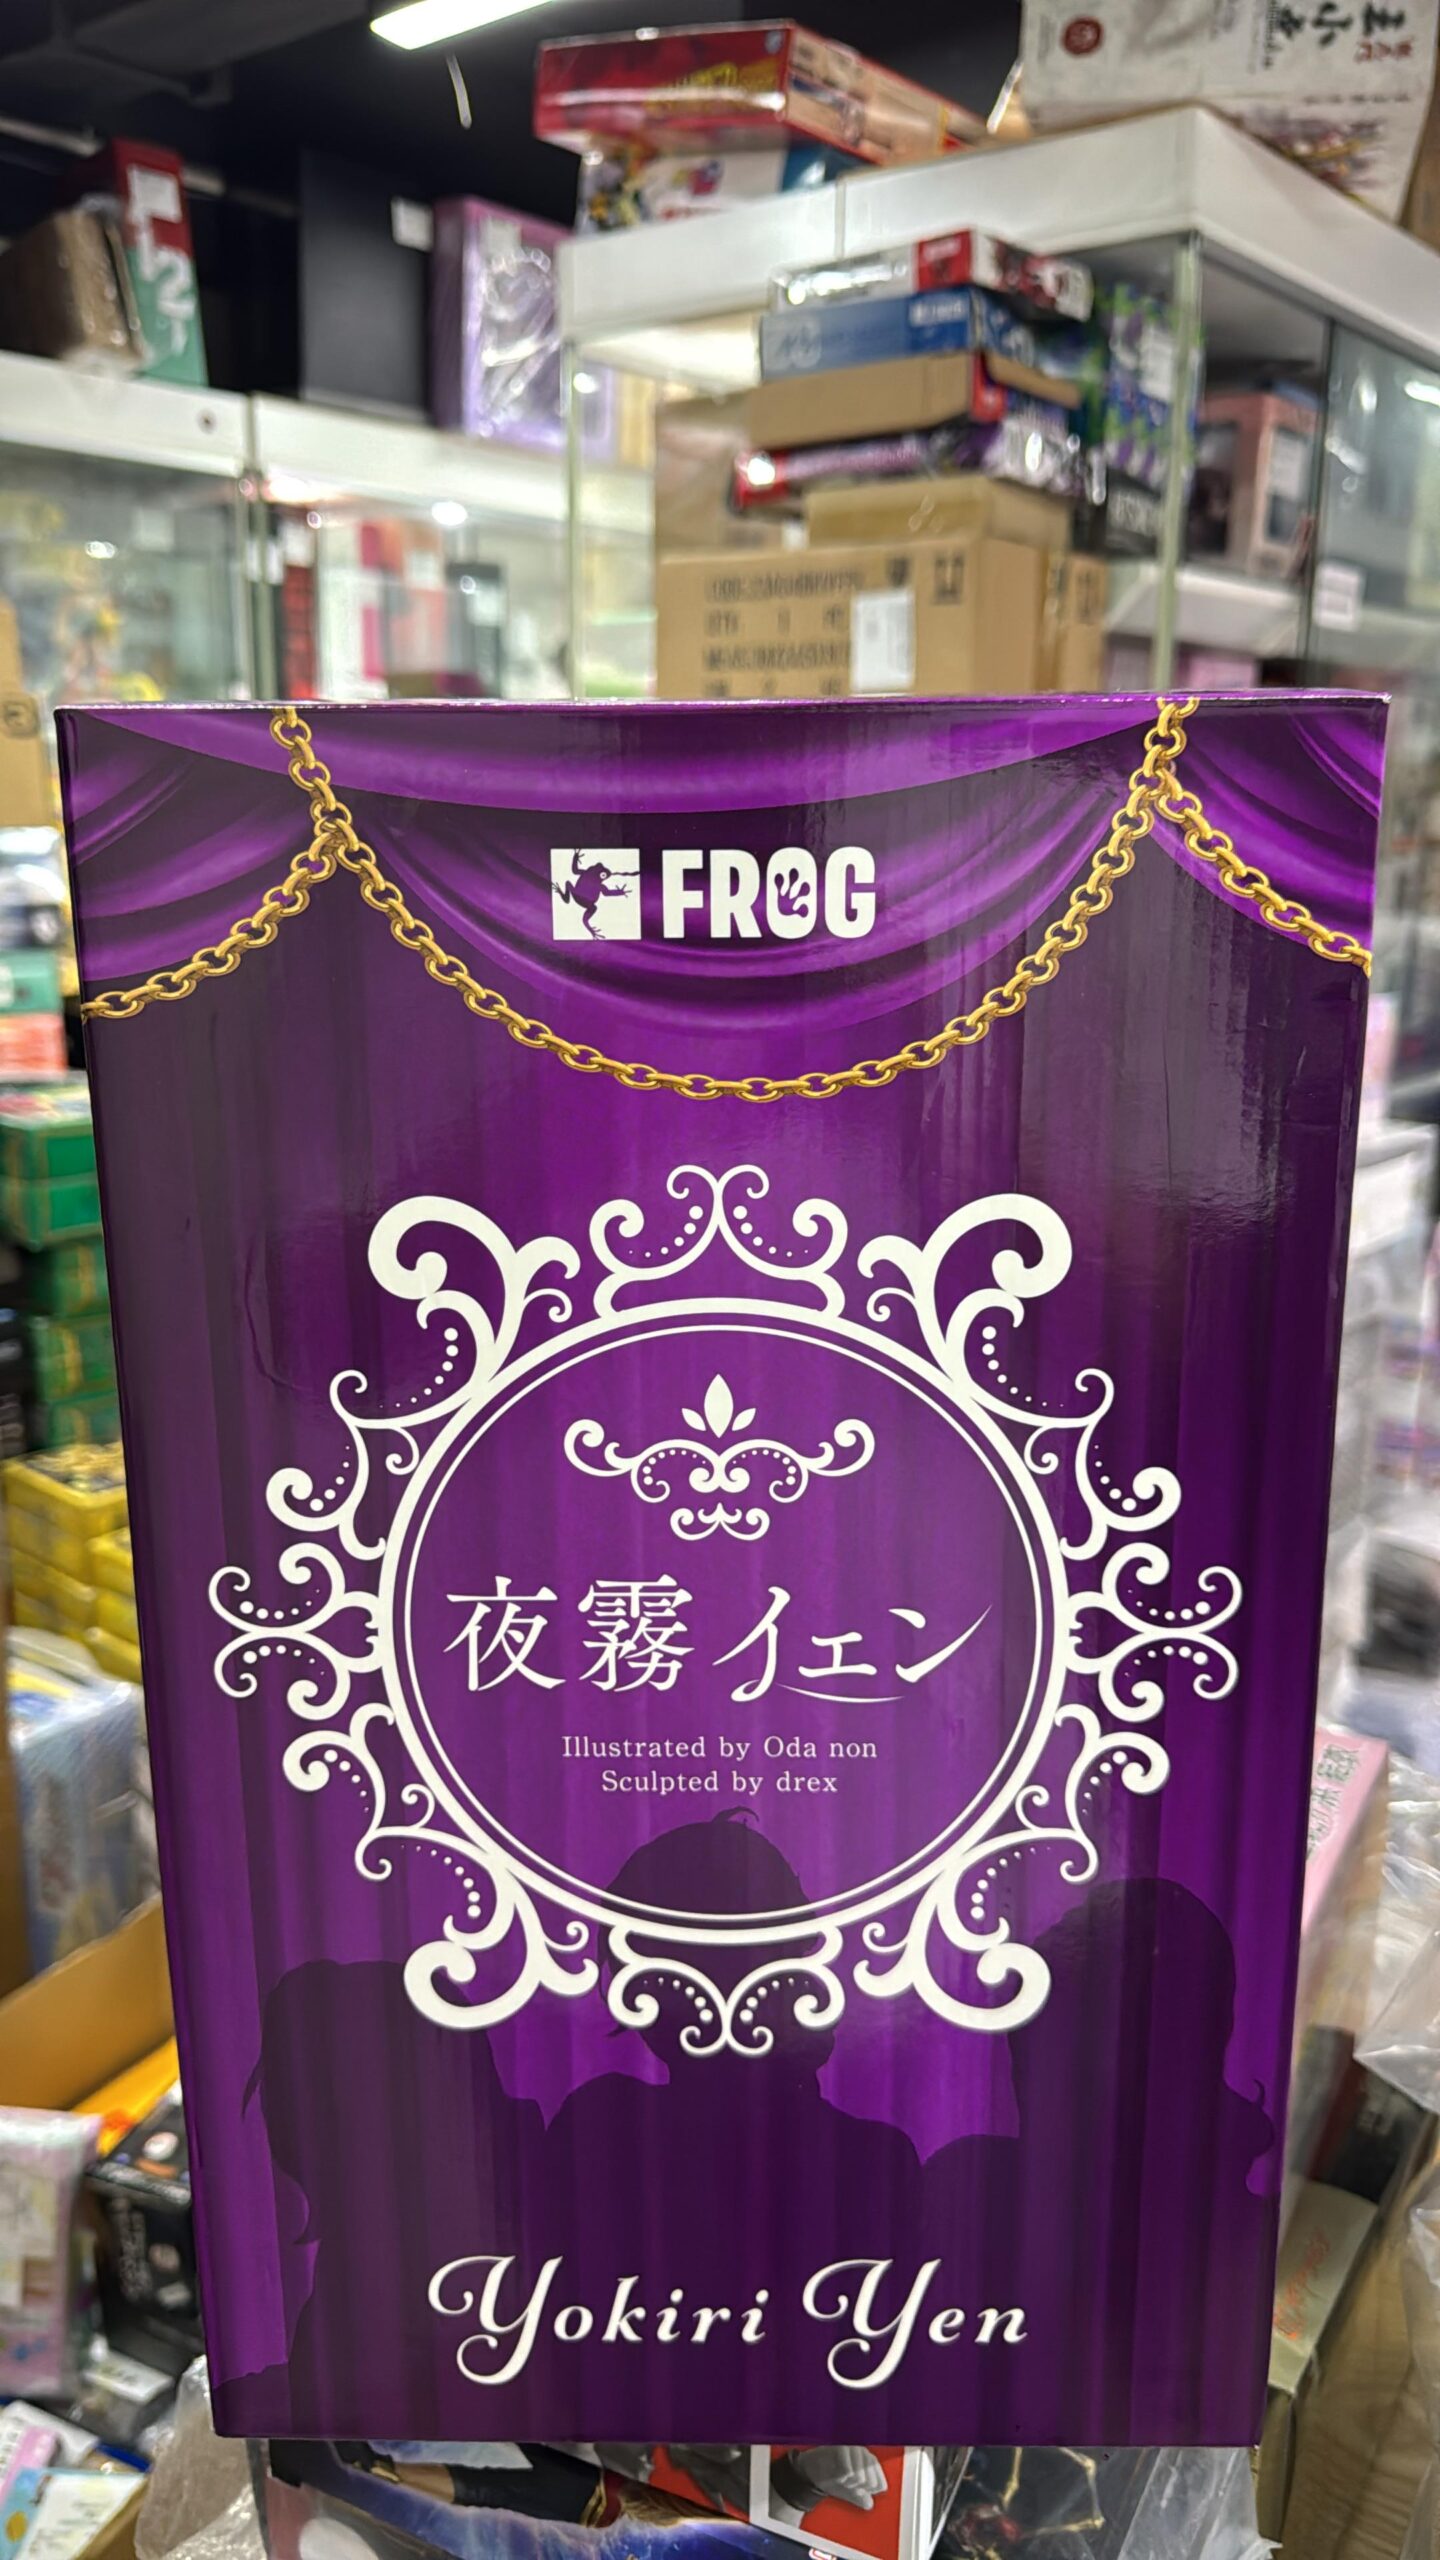 FROG
夜霧イェン
Illustrated by Oda non
Sculpted by drex
Yokiri Yen